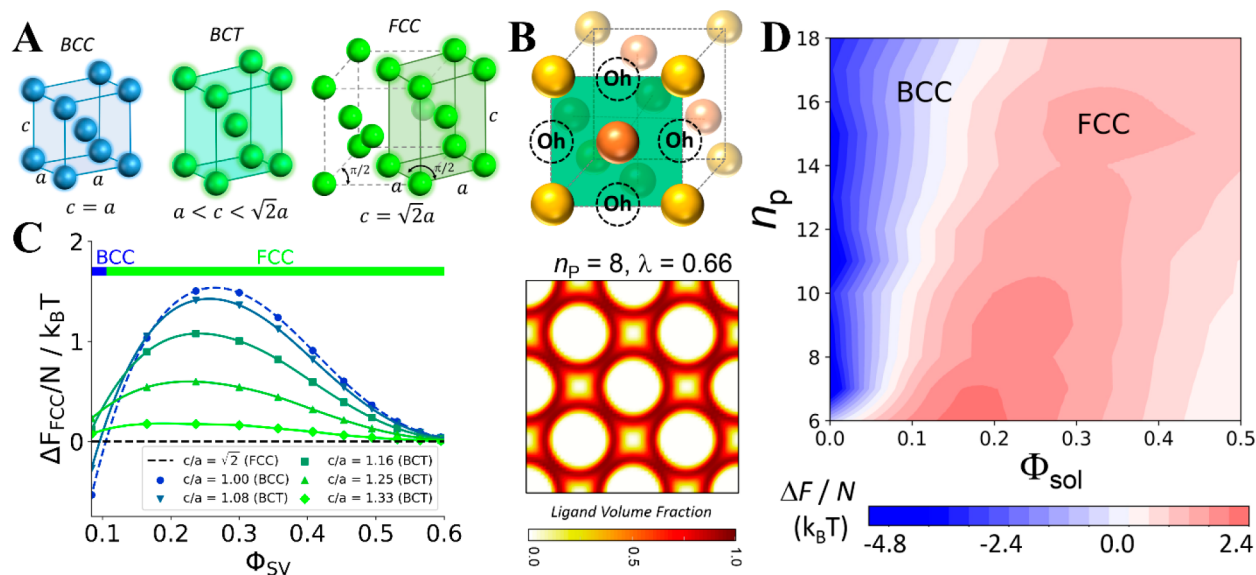 A
BCC
BCT
FCC
c
a
a
π/2
π/2
c
a
a
c = a
a < c < √2a
c = √2a
B
Oh
Oh
Oh
Oh
n_P = 8, λ = 0.66
Ligand Volume Fraction
0.0
0.5
1.0
C
BCC
FCC
ΔF_FCC/N / k_BT
2
1
0
c/a = √2 (FCC)
c/a = 1.00 (BCC)
c/a = 1.08 (BCT)
c/a = 1.16 (BCT)
c/a = 1.25 (BCT)
c/a = 1.33 (BCT)
0.1
0.2
0.3
0.4
0.5
0.6
Φ_SV
D
BCC
FCC
n_p
18
16
14
12
10
8
6
0.0
0.1
0.2
0.3
0.4
0.5
Φ_sol
ΔF / N
(k_BT)
-4.8
-2.4
0.0
2.4